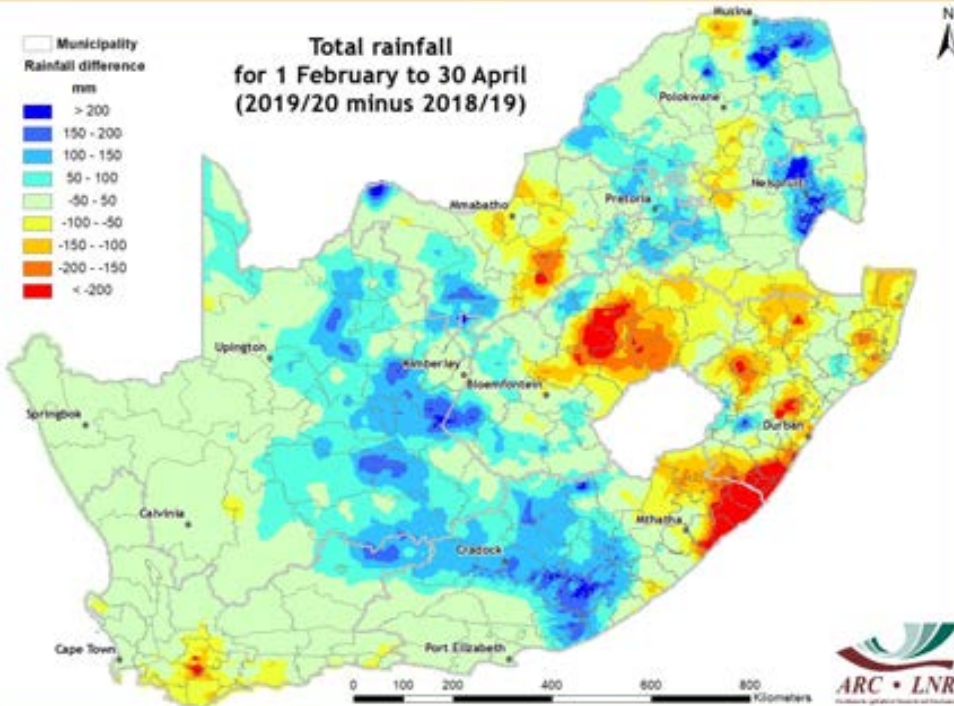 Total rainfall
for 1 February to 30 April
(2019/20 minus 2018/19)
Municipality
Rainfall difference
mm
> 200
150 - 200
100 - 150
50 - 100
-50 - 50
-100 - -50
-150 - -100
-200 - -150
< -200
N
Musina
Polokwane
Nelspruit
Pretoria
Mmabatho
Upington
Kimberley
Bloemfontein
Springbok
Durban
Calvinia
Mthatha
Cradock
Cape Town
Port Elizabeth
0 100 200 400 600 800
Kilometers
ARC • LNR